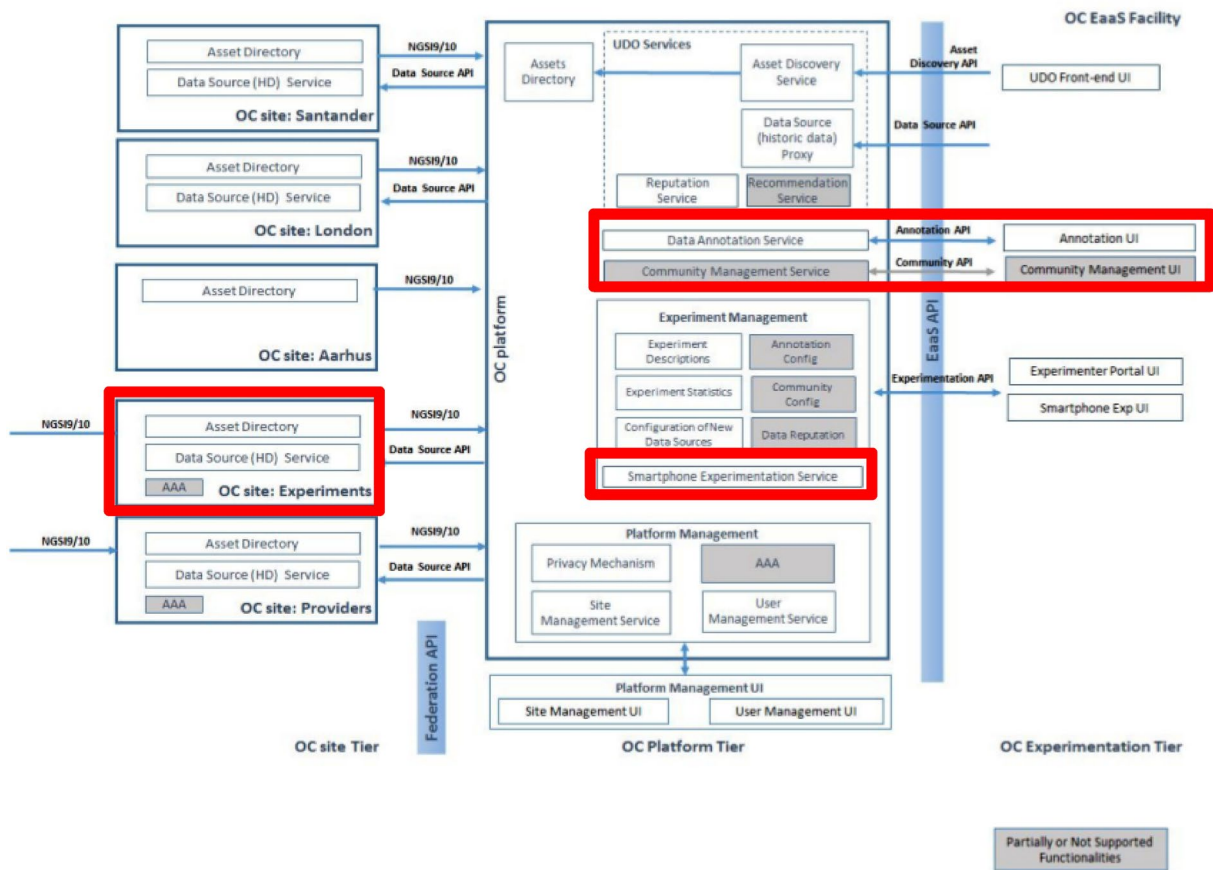 OC EaaS Facility
Asset Directory
Data Source (HD) Service
OC site: Santander
NGSI9/10
Data Source API
Asset Directory
Data Source (HD) Service
OC site: London
NGSI9/10
Data Source API
Asset Directory
OC site: Aarhus
NGSI9/10
NGSI9/10
Asset Directory
Data Source (HD) Service
AAA
OC site: Experiments
NGSI9/10
Data Source API
NGSI9/10
Asset Directory
Data Source (HD) Service
AAA
OC site: Providers
NGSI9/10
Data Source API
Federation API
OC site Tier
OC platform
Assets
Directory
UDO Services
Asset Discovery
Service
Data Source
(historic data)
Proxy
Reputation
Service
Recommendation
Service
Data Annotation Service
Community Management Service
Experiment Management
Experiment
Descriptions
Annotation
Config
Experiment Statistics
Community
Config
Configuration of New
Data Sources
Data Reputation
Smartphone Experimentation Service
Platform Management
Privacy Mechanism
AAA
Site
Management Service
User
Management Service
Platform Management UI
Site Management UI
User Management UI
OC Platform Tier
Asset
Discovery API
Data Source API
Annotation API
Community API
EaaS API
Experimentation API
UDO Front-end UI
Annotation UI
Community Management UI
Experimenter Portal UI
Smartphone Exp UI
OC Experimentation Tier
Partially or Not Supported
Functionalities